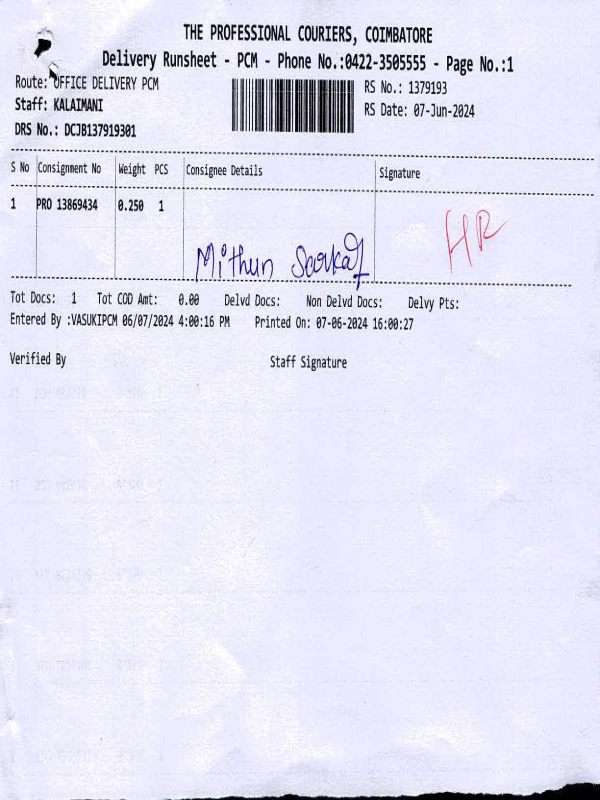 THE PROFESSIONAL COURIERS, COIMBATORE
Delivery Runsheet - PCM - Phone No.:0422-3505555 - Page No.:1
Route: OFFICE DELIVERY PCM RS No.: 1379193
Staff: KALAIMANI RS Date: 07-Jun-2024
DRS No.: DCJB137919301
S No Consignment No Weight PCS Consignee Details Signature
1 PRO 13869434 0.250 1
Mithun Sarkar HR
Tot Docs: 1 Tot COD Amt: 0.00 Delvd Docs: Non Delvd Docs: Delvy Pts:
Entered By :VASUKIPCM 06/07/2024 4:00:16 PM Printed On: 07-06-2024 16:00:27
Verified By Staff Signature